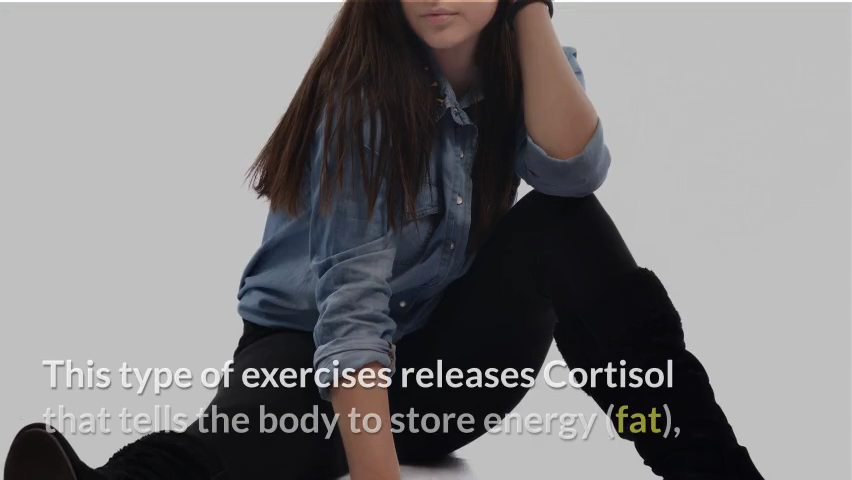 This type of exercises releases Cortisol
that tells the body to store energy (fat),